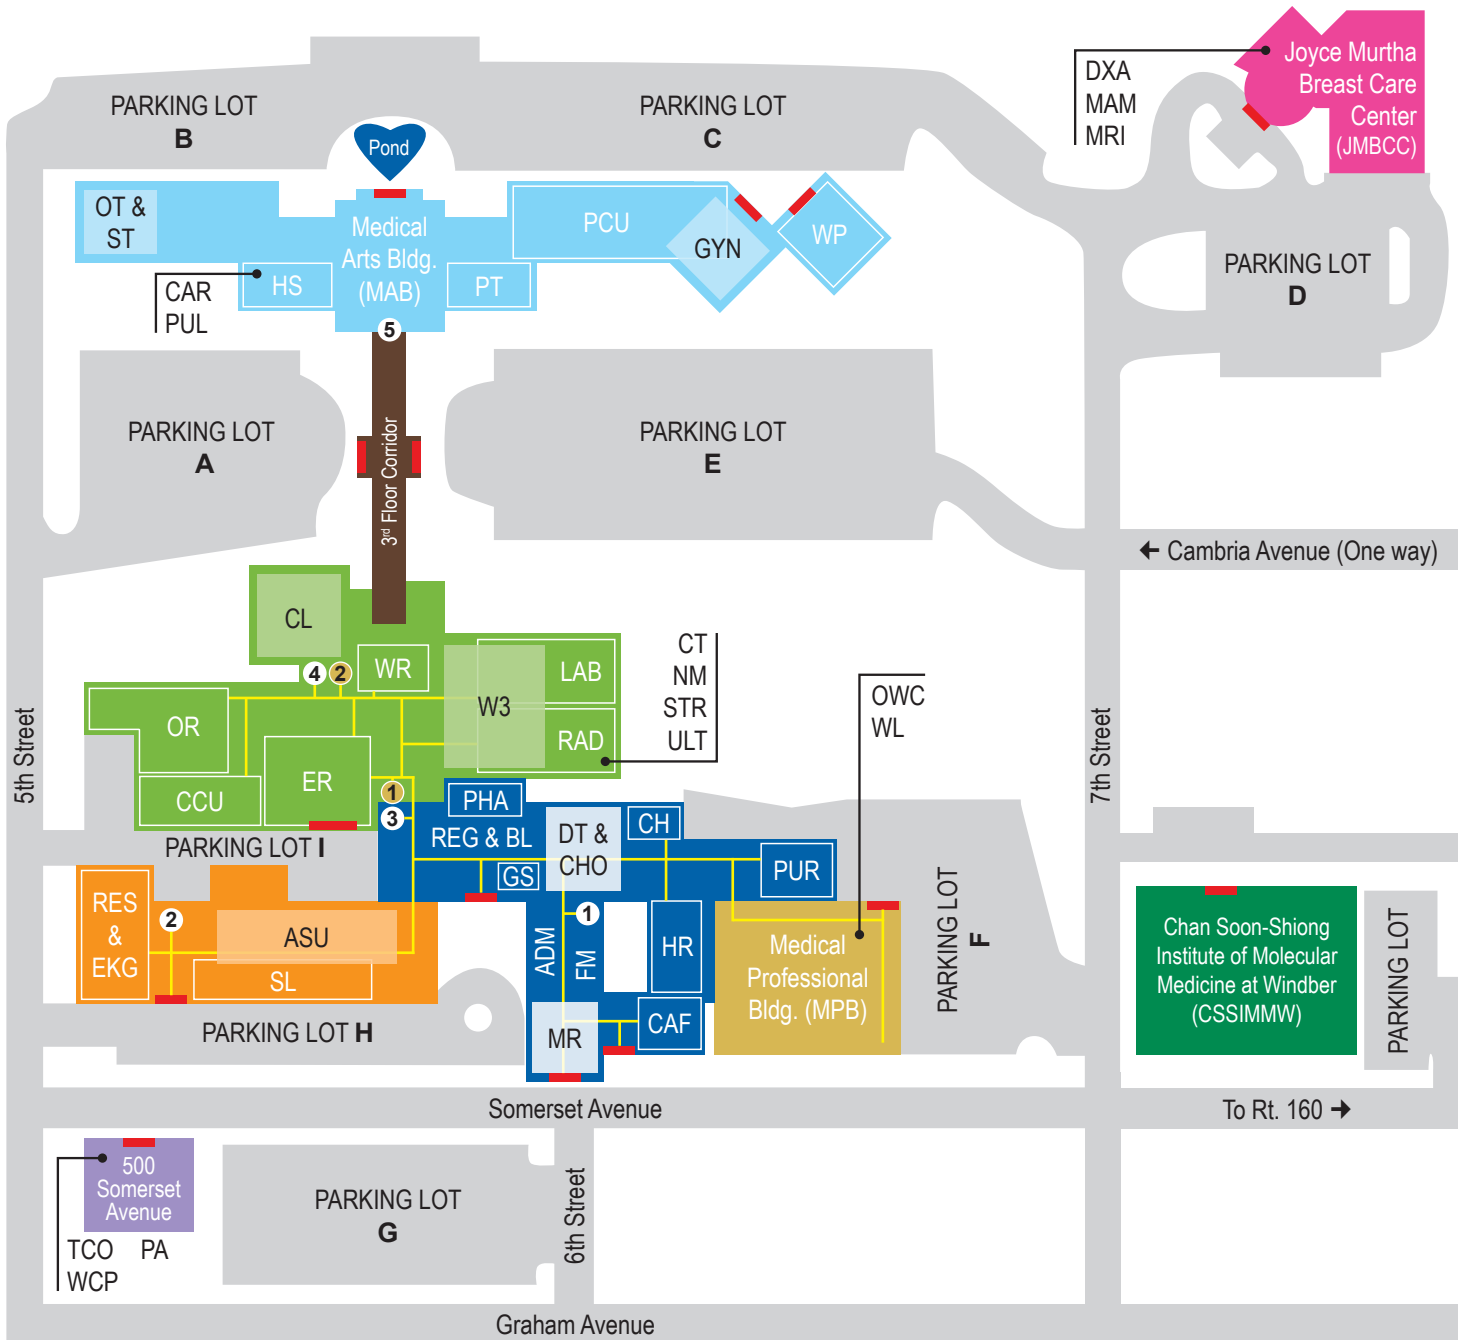 PARKING LOT
B
Pond
PARKING LOT
C
DXA
MAM
MRI
Joyce Murtha
Breast Care
Center
(JMBCC)
OT &
ST
Medical
Arts Bldg.
(MAB)
HS
PT
PCU
GYN
WP
CAR
PUL
5
PARKING LOT
D
PARKING LOT
A
3rd Floor Corridor
PARKING LOT
E
← Cambria Avenue (One way)
CL
4
2
WR
LAB
W3
RAD
CT
NM
STR
ULT
OWC
WL
OR
ER
CCU
1
3
5th Street
7th Street
PHA
REG & BL
DT &
CHO
CH
GS
PUR
PARKING LOT I
RES
&
EKG
2
ASU
SL
ADM
FM
1
HR
MR
CAF
Medical
Professional
Bldg. (MPB)
PARKING LOT
F
Chan Soon-Shiong
Institute of Molecular
Medicine at Windber
(CSSIMMW)
PARKING LOT
PARKING LOT H
Somerset Avenue
To Rt. 160 →
500
Somerset
Avenue
TCO PA
WCP
PARKING LOT
G
6th Street
Graham Avenue